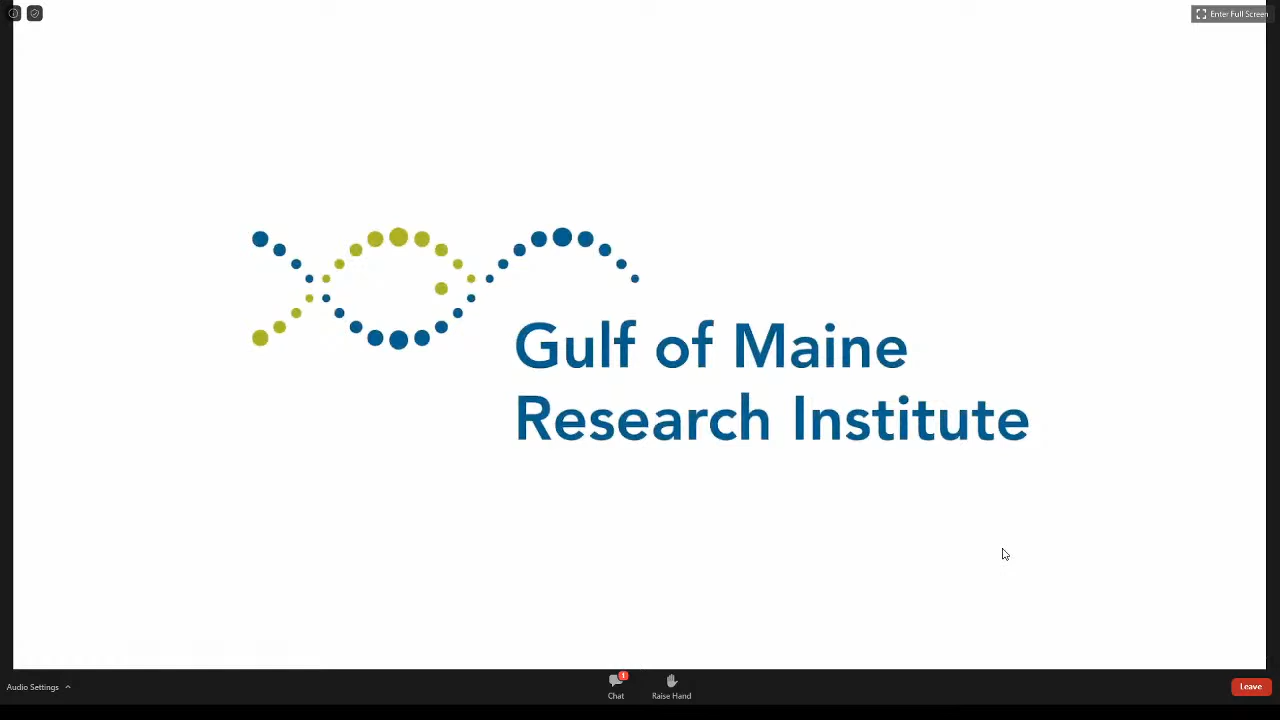 Enter Full Screen
Gulf of Maine
Research Institute
Audio Settings
1
Chat
Raise Hand
Leave